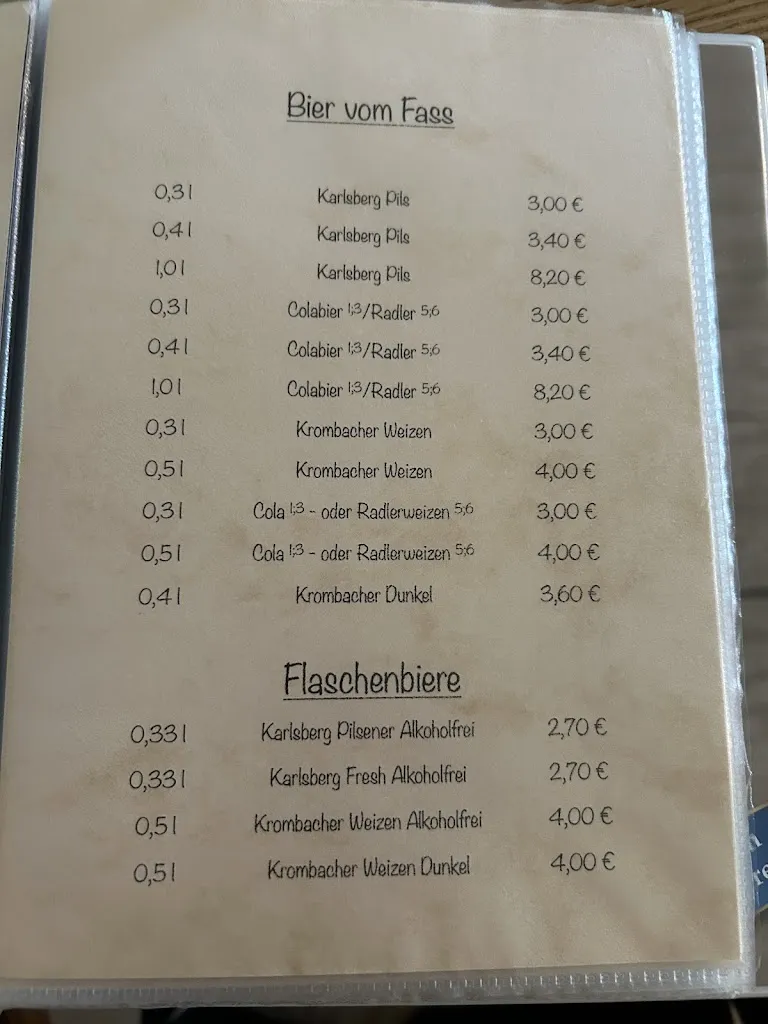 Bier vom Fass
0,3 l Karlsberg Pils 3,00 €
0,4 l Karlsberg Pils 3,40 €
1,0 l Karlsberg Pils 8,20 €
0,3 l Colabier 1;3/Radler 5;6 3,00 €
0,4 l Colabier 1;3/Radler 5;6 3,40 €
1,0 l Colabier 1;3/Radler 5;6 8,20 €
0,3 l Krombacher Weizen 3,00 €
0,5 l Krombacher Weizen 4,00 €
0,3 l Cola 1;3 - oder Radlerweizen 5;6 3,00 €
0,5 l Cola 1;3 - oder Radlerweizen 5;6 4,00 €
0,4 l Krombacher Dunkel 3,60 €
Flaschenbiere
0,33 l Karlsberg Pilsener Alkoholfrei 2,70 €
0,33 l Karlsberg Fresh Alkoholfrei 2,70 €
0,5 l Krombacher Weizen Alkoholfrei 4,00 €
0,5 l Krombacher Weizen Dunkel 4,00 €